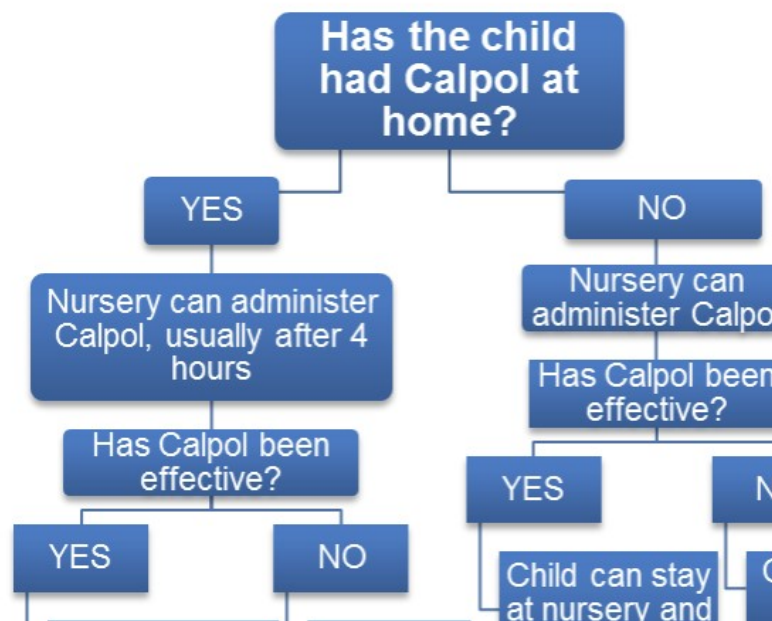 Has the child
had Calpol at
home?
YES
NO
Nursery can administer
Calpol, usually after 4
hours
Nursery can
administer Calpo
Has Calpol been
effective?
Has Calpol been
effective?
YES
NO
YES
Child can stay
at nursery and